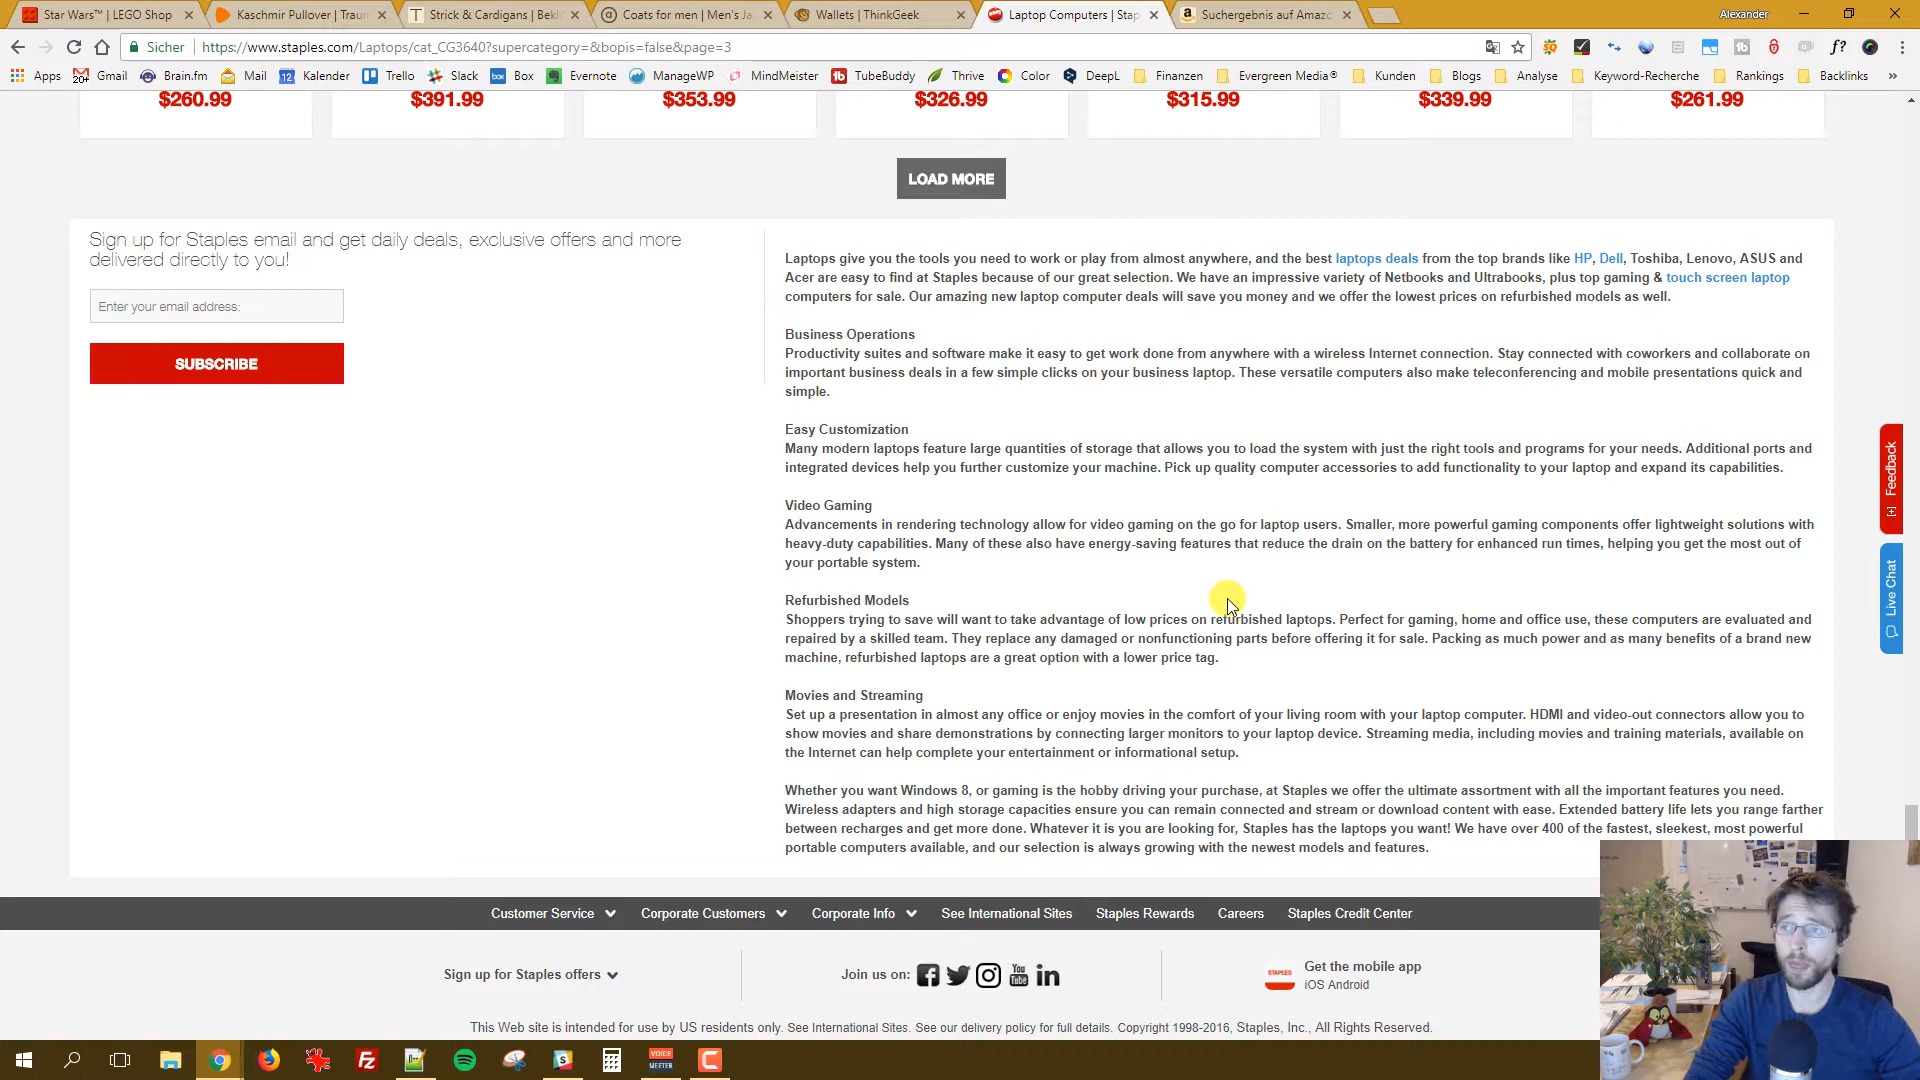 Star Wars™ | LEGO Shop
Kaschmir Pullover | Traun
Strick & Cardigans | Bekl
Coats for men | Men's Ja
Wallets | ThinkGeek
Laptop Computers | Stap
Suchergebnis auf Amazo
Alexander
Sicher
https://www.staples.com/Laptops/cat_CG3640?supercategory=&bopis=false&page=3
Apps
Gmail
Brain.fm
Mail
Kalender
Trello
Slack
Box
Evernote
ManageWP
MindMeister
TubeBuddy
Thrive
Color
DeepL
Finanzen
Evergreen Media®
Kunden
Blogs
Analyse
Keyword-Recherche
Rankings
Backlinks
$260.99
$391.99
$353.99
$326.99
$315.99
$339.99
$261.99
LOAD MORE
Sign up for Staples email and get daily deals, exclusive offers and more
delivered directly to you!
Enter your email address:
SUBSCRIBE
Laptops give you the tools you need to work or play from almost anywhere, and the best laptops deals from the top brands like HP, Dell, Toshiba, Lenovo, ASUS and
Acer are easy to find at Staples because of our great selection. We have an impressive variety of Netbooks and Ultrabooks, plus top gaming & touch screen laptop
computers for sale. Our amazing new laptop computer deals will save you money and we offer the lowest prices on refurbished models as well.
Business Operations
Productivity suites and software make it easy to get work done from anywhere with a wireless Internet connection. Stay connected with coworkers and collaborate on
important business deals in a few simple clicks on your business laptop. These versatile computers also make teleconferencing and mobile presentations quick and
simple.
Easy Customization
Many modern laptops feature large quantities of storage that allows you to load the system with just the right tools and programs for your needs. Additional ports and
integrated devices help you further customize your machine. Pick up quality computer accessories to add functionality to your laptop and expand its capabilities.
Video Gaming
Advancements in rendering technology allow for video gaming on the go for laptop users. Smaller, more powerful gaming components offer lightweight solutions with
heavy-duty capabilities. Many of these also have energy-saving features that reduce the drain on the battery for enhanced run times, helping you get the most out of
your portable system.
Refurbished Models
Shoppers trying to save will want to take advantage of low prices on refurbished laptops. Perfect for gaming, home and office use, these computers are evaluated and
repaired by a skilled team. They replace any damaged or nonfunctioning parts before offering it for sale. Packing as much power and as many benefits of a brand new
machine, refurbished laptops are a great option with a lower price tag.
Movies and Streaming
Set up a presentation in almost any office or enjoy movies in the comfort of your living room with your laptop computer. HDMI and video-out connectors allow you to
show movies and share demonstrations by connecting larger monitors to your laptop device. Streaming media, including movies and training materials, available on
the Internet can help complete your entertainment or informational setup.
Whether you want Windows 8, or gaming is the hobby driving your purchase, at Staples we offer the ultimate assortment with all the important features you need.
Wireless adapters and high storage capacities ensure you can remain connected and stream or download content with ease. Extended battery life lets you range farther
between recharges and get more done. Whatever it is you are looking for, Staples has the laptops you want! We have over 400 of the fastest, sleekest, most powerful
portable computers available, and our selection is always growing with the newest models and features.
[+] Feedback
Live Chat
Customer Service
Corporate Customers
Corporate Info
See International Sites
Staples Rewards
Careers
Staples Credit Center
Sign up for Staples offers
Join us on:
You
Tube
STAPLES
Get the mobile app
iOS Android
This Web site is intended for use by US residents only. See International Sites. See our delivery policy for full details. Copyright 1998-2016, Staples, Inc., All Rights Reserved.
VOICE
MEETER